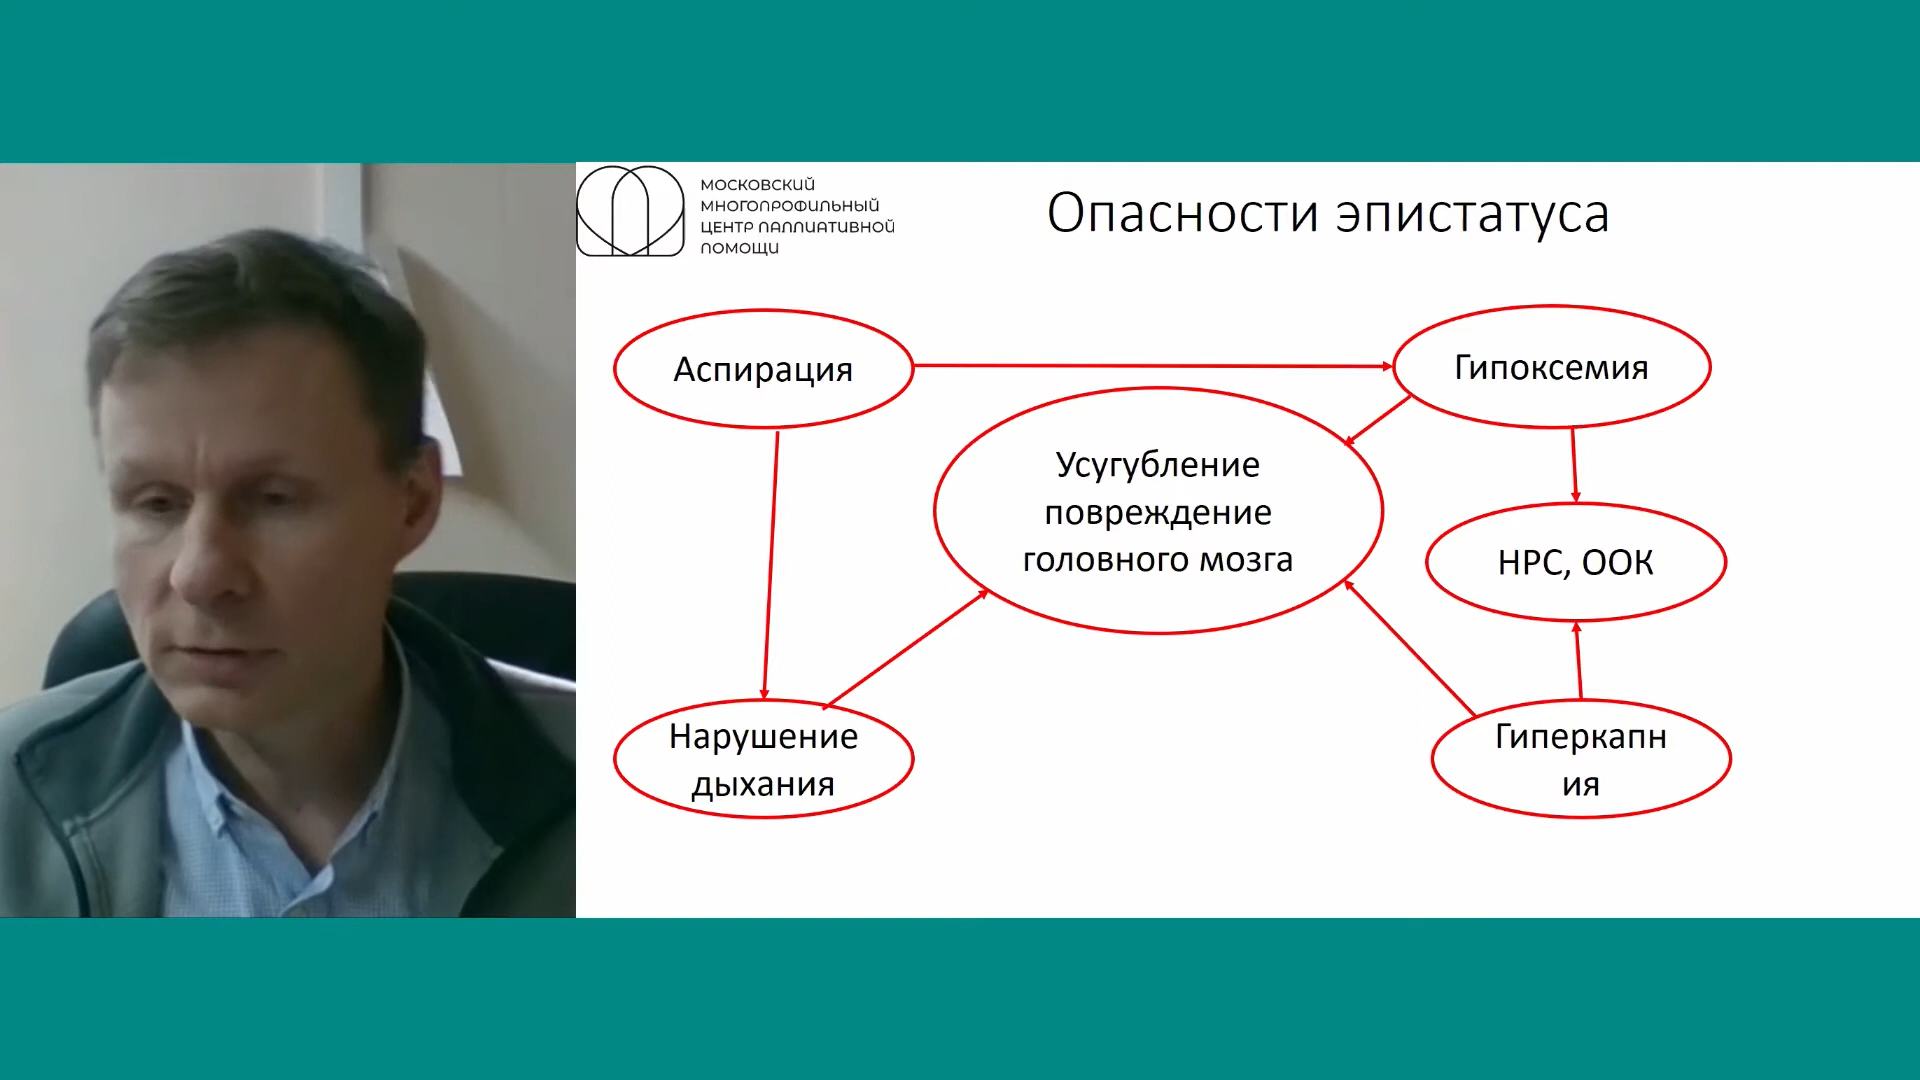 МОСКОВСКИЙ
МНОГОПРОФИЛЬНЫЙ
ЦЕНТР ПАЛЛИАТИВНОЙ
ПОМОЩИ
Опасности эпистатуса
Аспирация
Гипоксемия
Усугубление
повреждение
головного мозга
НРС, ООК
Нарушение
дыхания
Гиперкапн
ия